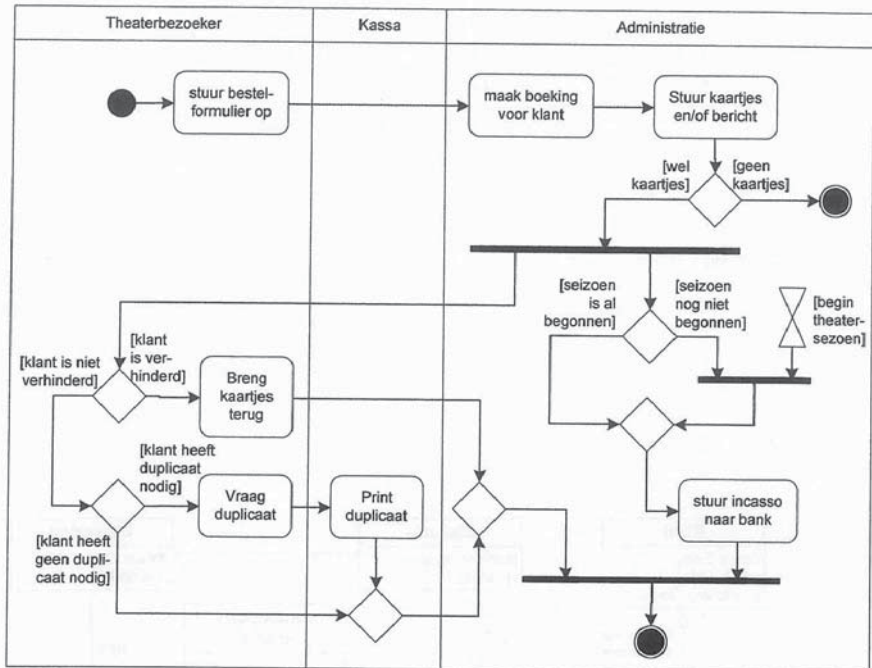 Theaterbezoeker
Kassa
Administratie
stuur bestel-
formulier op
maak boeking
voor klant
Stuur kaartjes
en/of bericht
[wel
kaartjes]
[geen
kaartjes]
[seizoen
is al
begonnen]
[seizoen
nog niet
begonnen]
[begin
theater-
sezoen]
[klant is niet
verhinderd]
[klant
is ver-
hinderd]
Breng
kaartjes
terug
[klant heeft
duplicaat
nodig]
Vraag
duplicaat
Print
duplicaat
stuur incasso
naar bank
[klant heeft
geen dupli-
caat nodig]